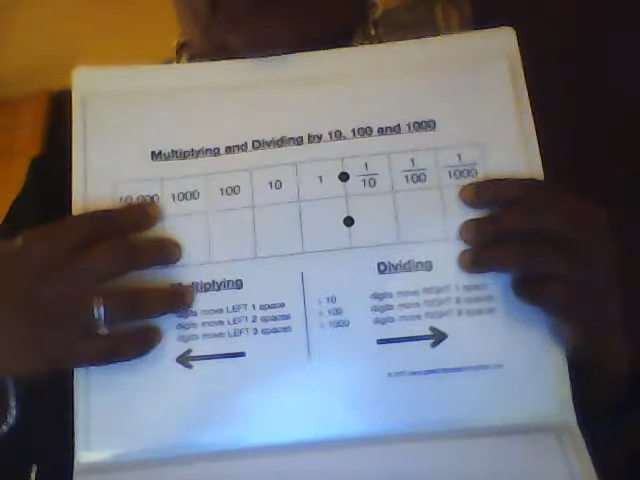 Multiplying and Dividing by 10, 100 and 1000
10 000 1000 100 10 1 1/10 1/100 1/1000
Multiplying
Dividing
digits move LEFT 1 space
digits move LEFT 2 spaces
digits move LEFT 3 spaces
÷ 10 digits move RIGHT 1 space
÷ 100 digits move RIGHT 2 spaces
÷ 1000 digits move RIGHT 3 spaces